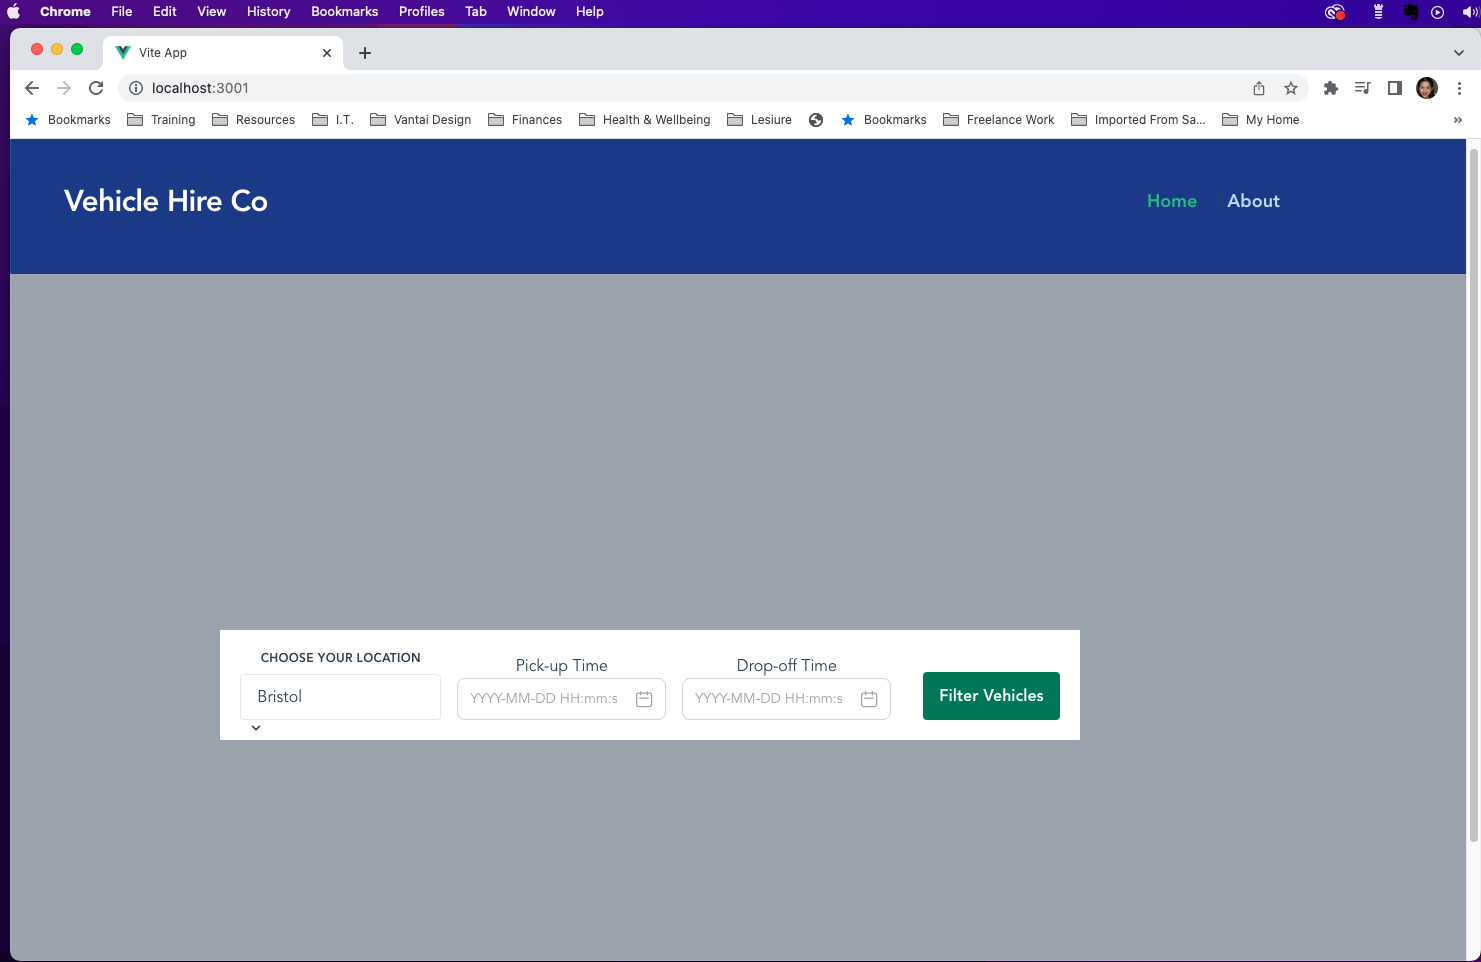 Chrome File Edit View History Bookmarks Profiles Tab Window Help
Vite App
localhost:3001
Bookmarks Training Resources I.T. Vantai Design Finances Health & Wellbeing Lesiure Bookmarks Freelance Work Imported From Sa... My Home »
Vehicle Hire Co Home About
CHOOSE YOUR LOCATION
Pick-up Time Drop-off Time
Bristol YYYY-MM-DD HH:mm:s YYYY-MM-DD HH:mm:s Filter Vehicles